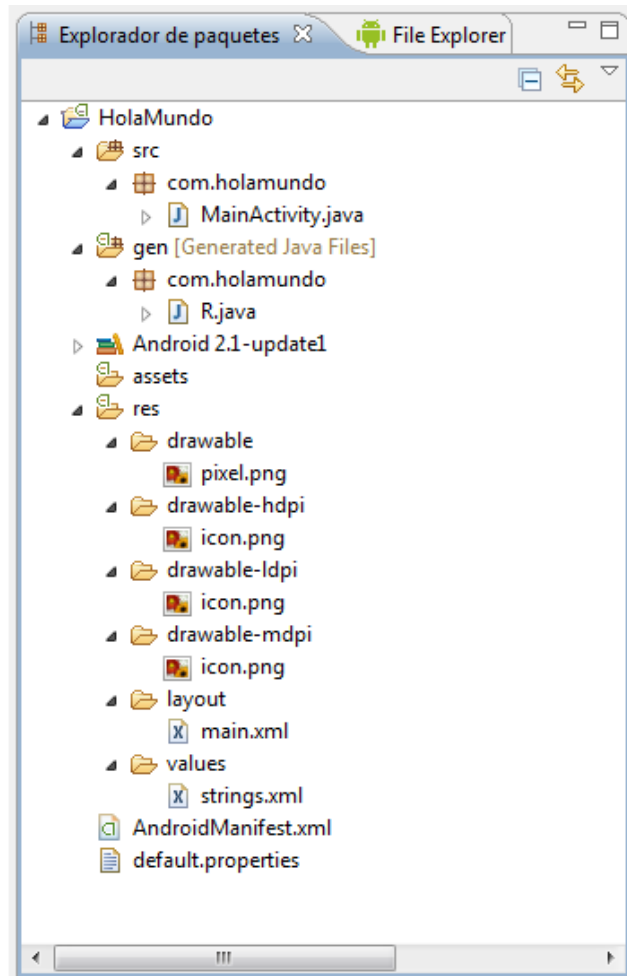 Explorador de paquetes File Explorer
HolaMundo
src
com.holamundo
MainActivity.java
gen [Generated Java Files]
com.holamundo
R.java
Android 2.1-update1
assets
res
drawable
pixel.png
drawable-hdpi
icon.png
drawable-ldpi
icon.png
drawable-mdpi
icon.png
layout
main.xml
values
strings.xml
AndroidManifest.xml
default.properties